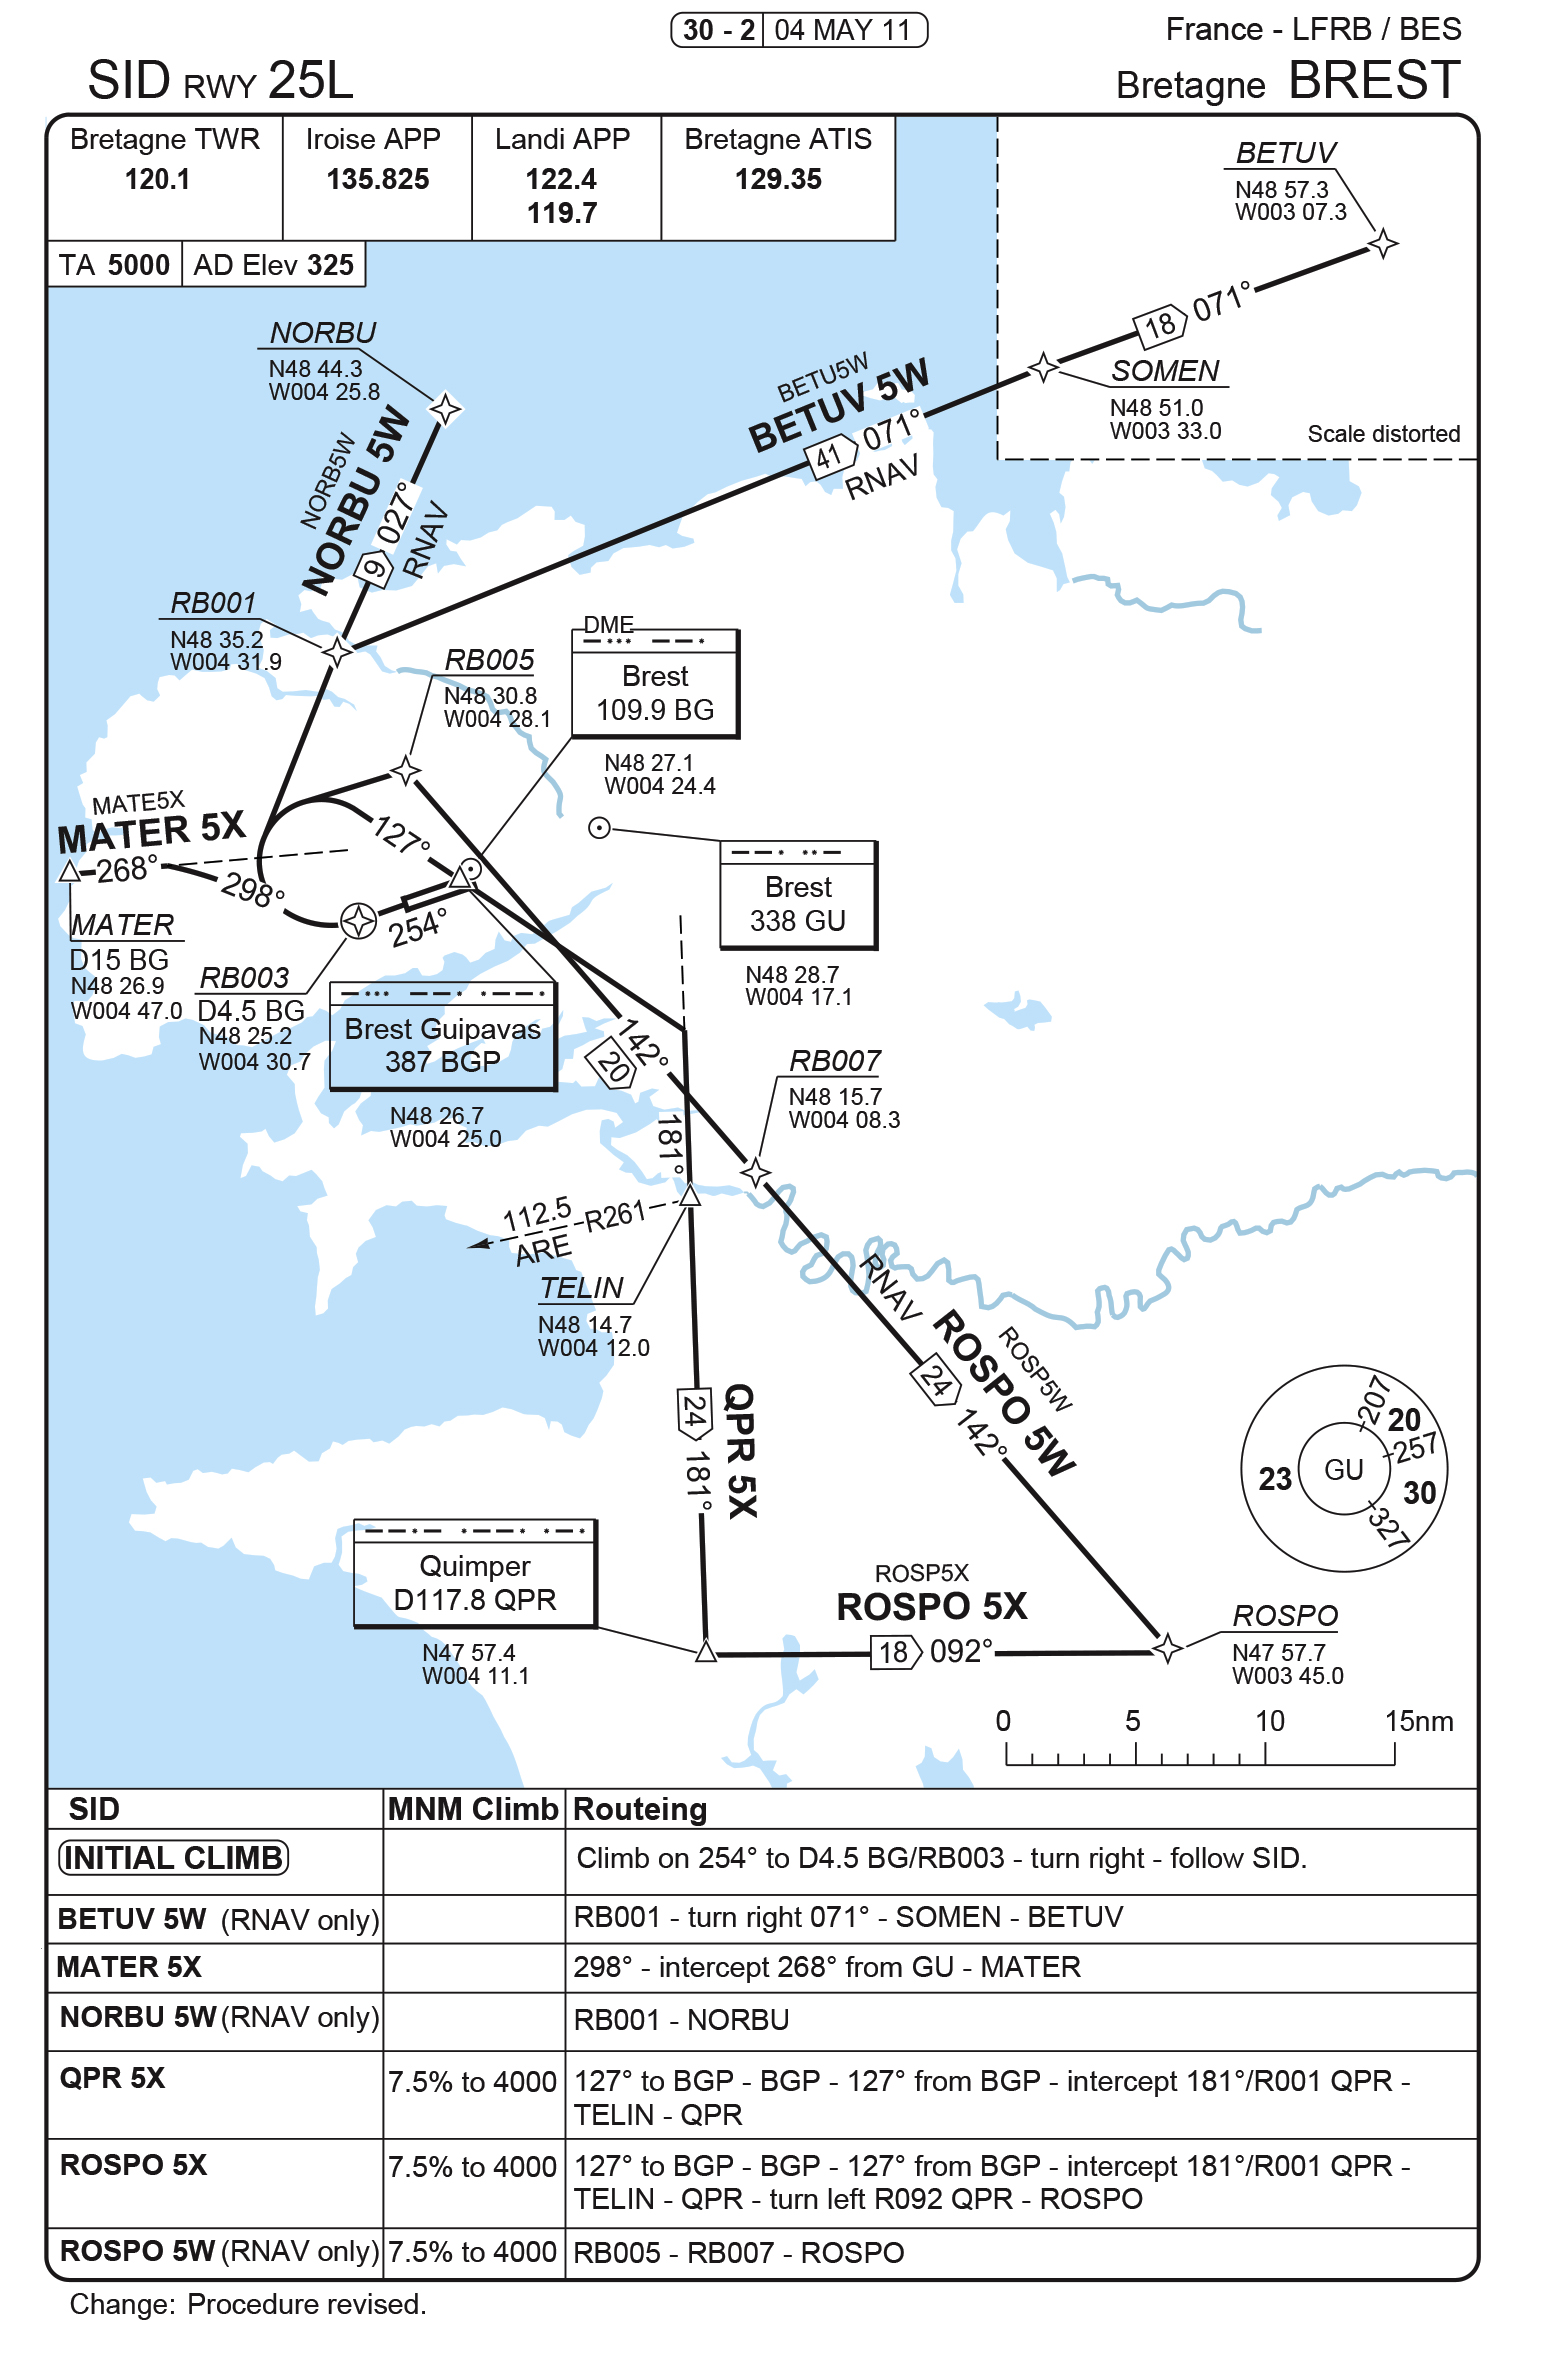 30 - 2 04 MAY 11
France - LFRB / BES
SID RWY 25L
Bretagne BREST
Bretagne TWR
120.1
Iroise APP
135.825
Landi APP
122.4
119.7
Bretagne ATIS
129.35
TA 5000
AD Elev 325
BETUV
N48 57.3
W003 07.3
18 071°
SOMEN
N48 51.0
W003 33.0
Scale distorted
NORBU
N48 44.3
W004 25.8
NORB5W
NORBU 5W
9 027°
RNAV
BETU5W
BETUV 5W
41 071°
RNAV
RB001
N48 35.2
W004 31.9
RB005
N48 30.8
W004 28.1
DME
Brest
109.9 BG
N48 27.1
W004 24.4
MATE5X
MATER 5X
268°
298°
127°
254°
MATER
D15 BG
N48 26.9
W004 47.0
RB003
D4.5 BG
N48 25.2
W004 30.7
Brest
338 GU
N48 28.7
W004 17.1
Brest Guipavas
387 BGP
N48 26.7
W004 25.0
142°
20
RB007
N48 15.7
W004 08.3
181°
112.5 R261
ARE
TELIN
N48 14.7
W004 12.0
RNAV
ROSPO 5W
ROSP5W
24 142°
24 181°
QPR 5X
207
20
257
23
GU
30
327
Quimper
D117.8 QPR
N47 57.4
W004 11.1
ROSP5X
ROSPO 5X
18 092°
ROSPO
N47 57.7
W003 45.0
0 5 10 15nm
SID MNM Climb Routeing
INITIAL CLIMB Climb on 254° to D4.5 BG/RB003 - turn right - follow SID.
BETUV 5W (RNAV only) RB001 - turn right 071° - SOMEN - BETUV
MATER 5X 298° - intercept 268° from GU - MATER
NORBU 5W (RNAV only) RB001 - NORBU
QPR 5X 7.5% to 4000 127° to BGP - BGP - 127° from BGP - intercept 181°/R001 QPR -
TELIN - QPR
ROSPO 5X 7.5% to 4000 127° to BGP - BGP - 127° from BGP - intercept 181°/R001 QPR -
TELIN - QPR - turn left R092 QPR - ROSPO
ROSPO 5W (RNAV only) 7.5% to 4000 RB005 - RB007 - ROSPO
Change: Procedure revised.